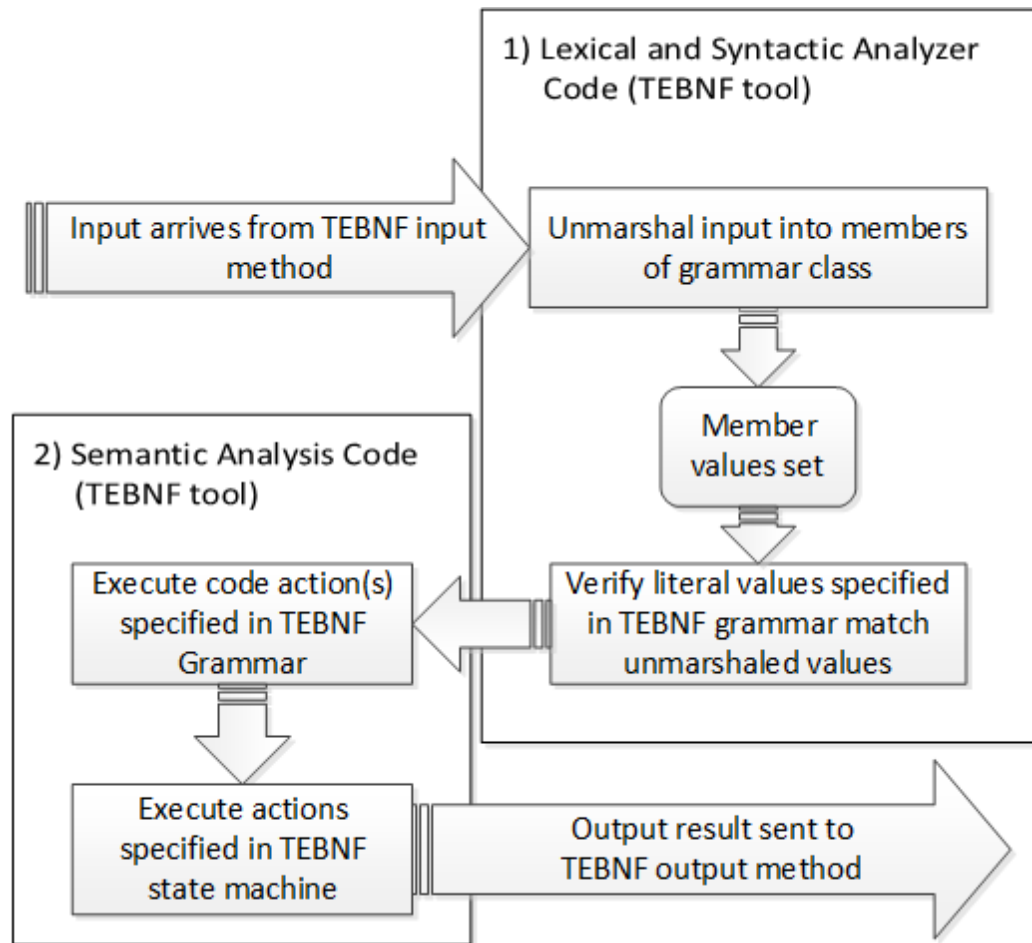 1) Lexical and Syntactic Analyzer
Code (TEBNF tool)
Input arrives from TEBNF input
method
Unmarshal input into members
of grammar class
Member
values set
Verify literal values specified
in TEBNF grammar match
unmarshaled values
2) Semantic Analysis Code
(TEBNF tool)
Execute code action(s)
specified in TEBNF
Grammar
Execute actions
specified in TEBNF
state machine
Output result sent to
TEBNF output method